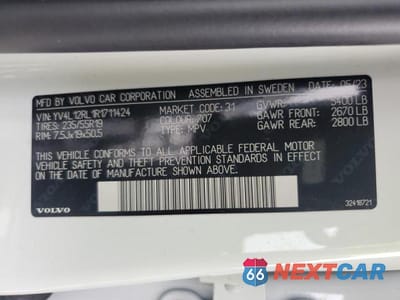 MFD BY VOLVO CAR CORPORATION ASSEMBLED IN SWEDEN DATE: 05/23
VIN: YV4L12RL1R1711424 MARKET CODE: 31 GVWR: 5400 LB
TIRES: 235/55R19 COLOUR: 707 GAWR FRONT: 2670 LB
RIM: 7.5Jx19x50.5 TYPE: MPV GAWR REAR: 2800 LB
THIS VEHICLE CONFORMS TO ALL APPLICABLE FEDERAL MOTOR
VEHICLE SAFETY AND THEFT PREVENTION STANDARDS IN
EFFECT ON THE DATE OF MANUFACTURE SHOWN ABOVE.
VOLVO 32416721
66 NEXTCAR